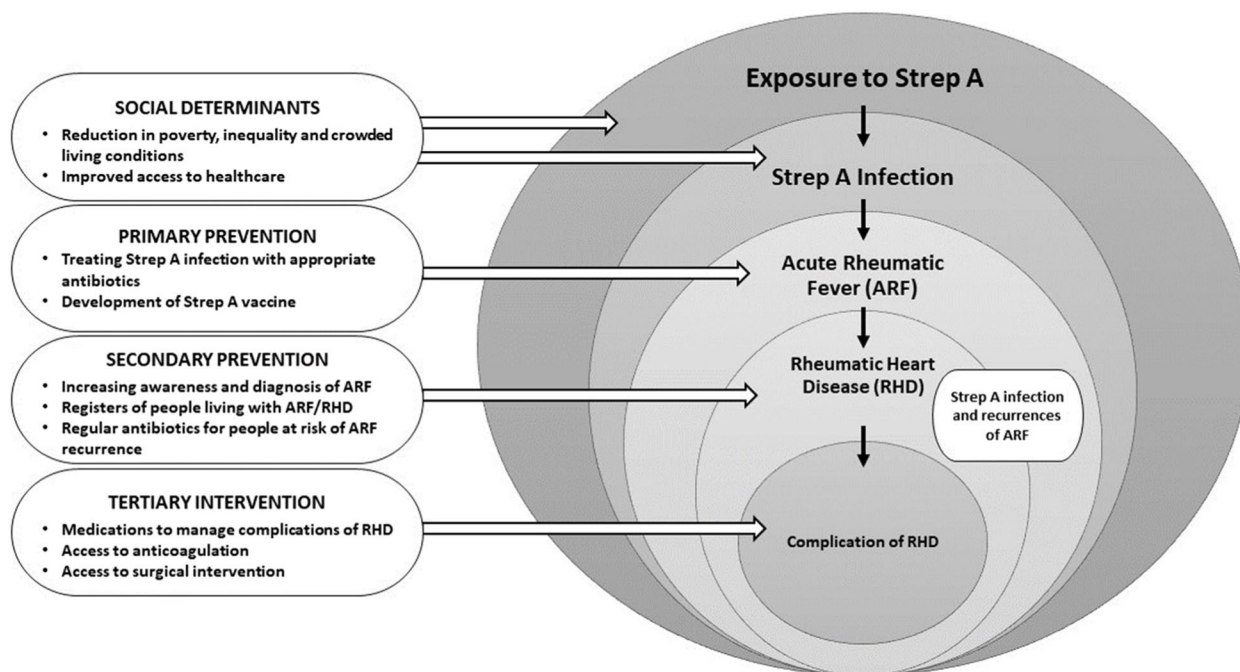 SOCIAL DETERMINANTS
• Reduction in poverty, inequality and crowded
living conditions
• Improved access to healthcare
PRIMARY PREVENTION
• Treating Strep A infection with appropriate
antibiotics
• Development of Strep A vaccine
SECONDARY PREVENTION
• Increasing awareness and diagnosis of ARF
• Registers of people living with ARF/RHD
• Regular antibiotics for people at risk of ARF
recurrence
TERTIARY INTERVENTION
• Medications to manage complications of RHD
• Access to anticoagulation
• Access to surgical intervention
Exposure to Strep A
Strep A Infection
Acute Rheumatic
Fever (ARF)
Rheumatic Heart
Disease (RHD)
Strep A infection
and recurrences
of ARF
Complication of RHD